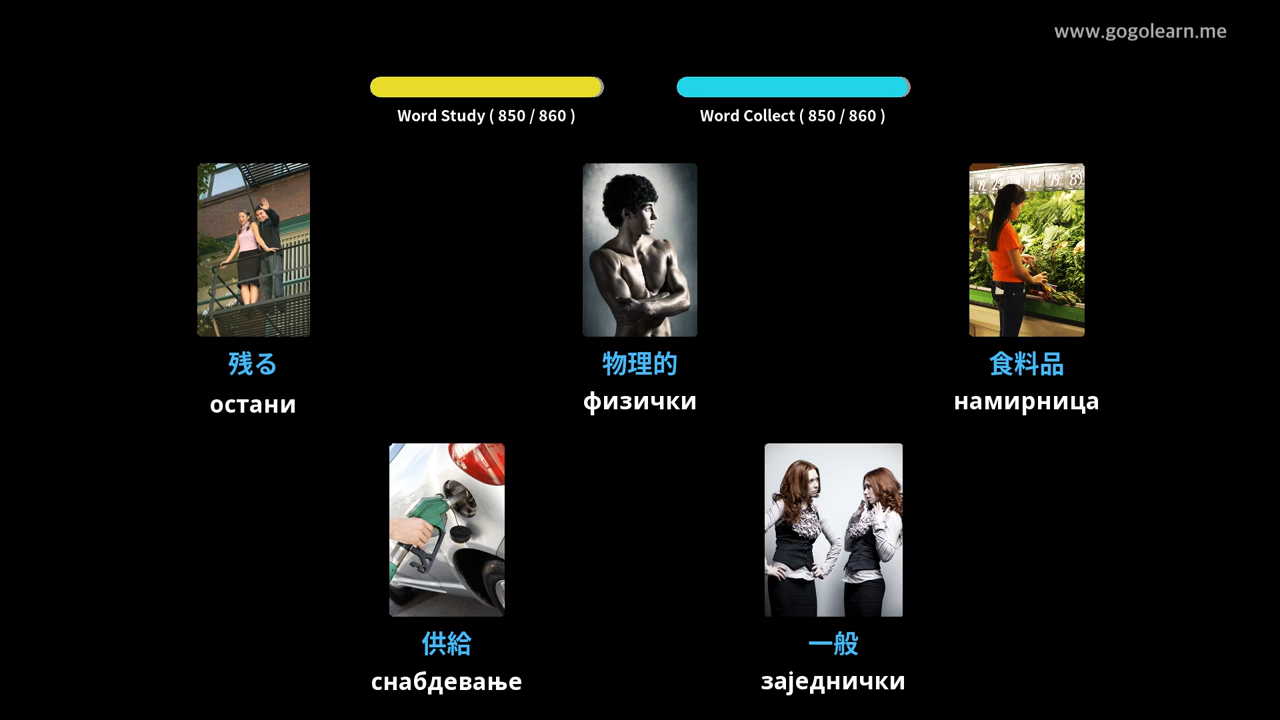 www.gogolearn.me
Word Study ( 850 / 860 )
Word Collect ( 850 / 860 )
残る
остани
物理的
физички
食料品
намирница
供給
снабдевање
一般
заједнички